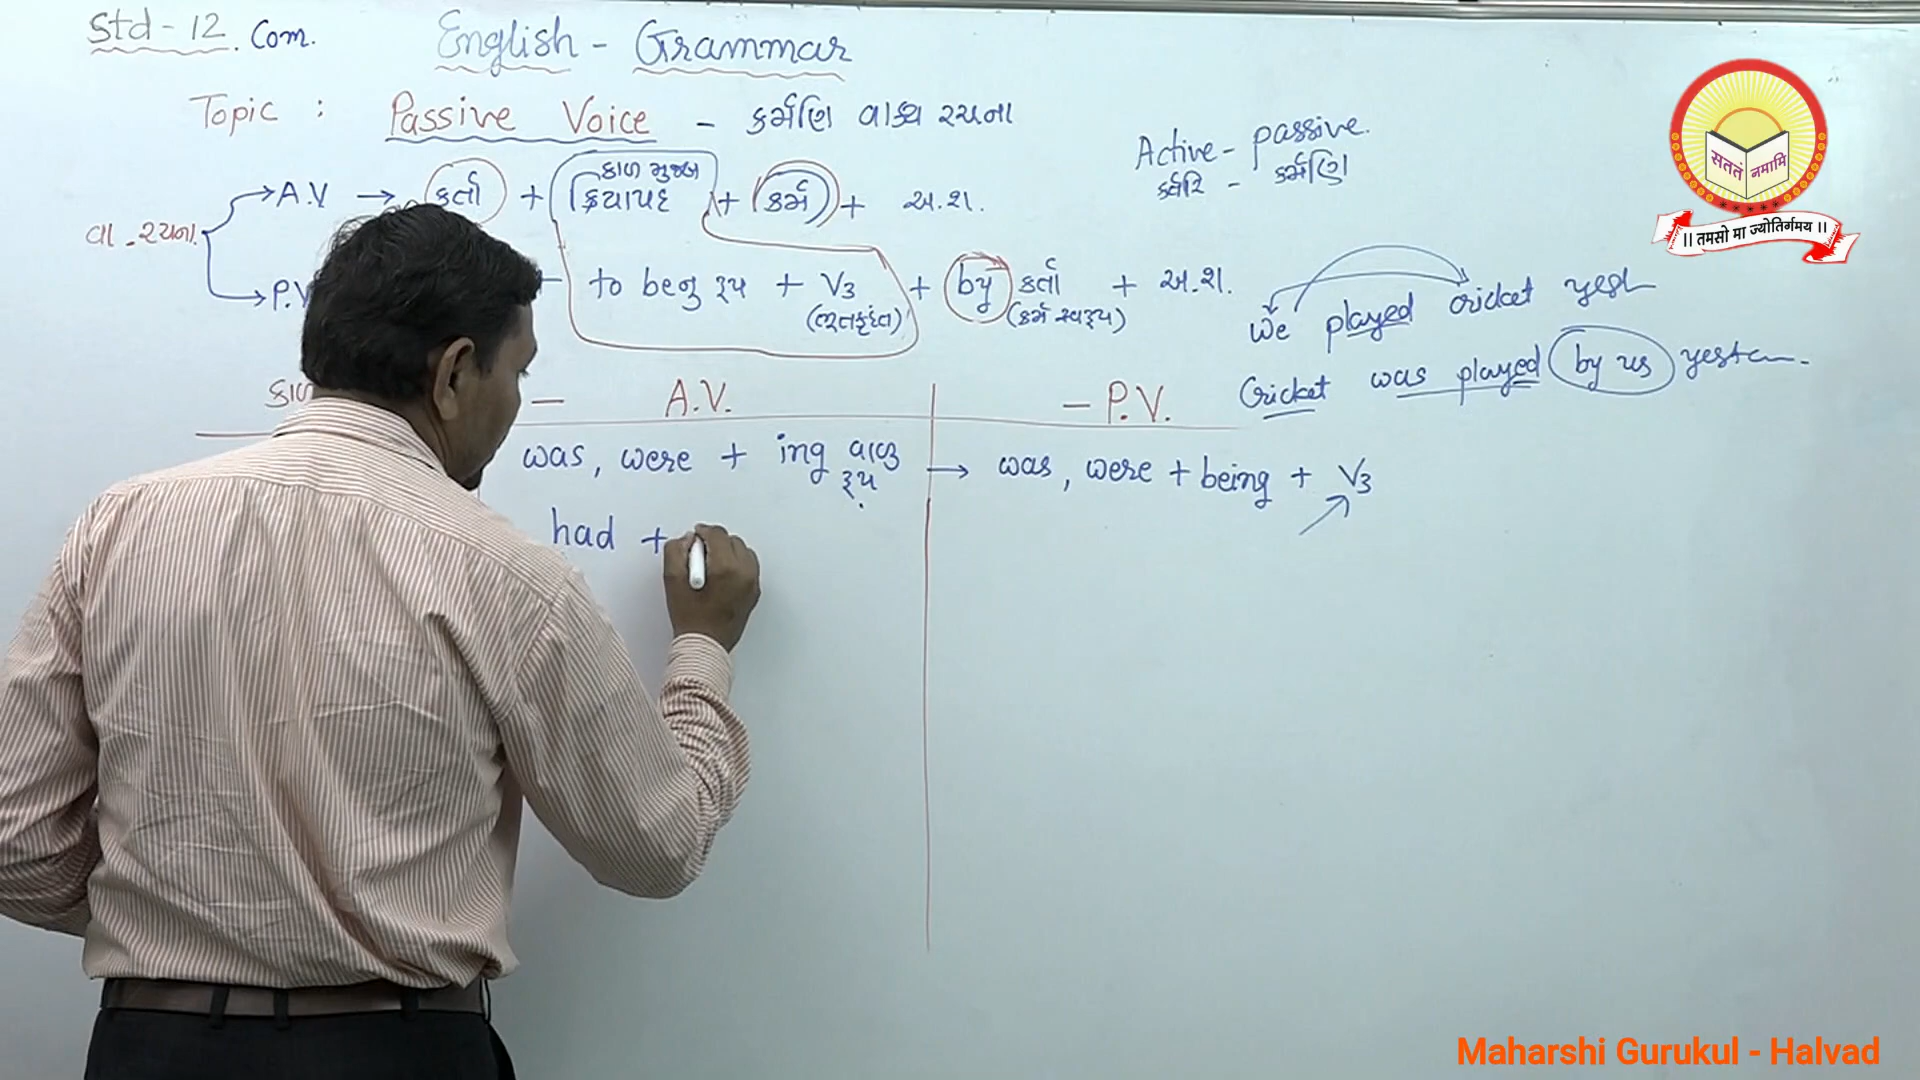 Std - 12. Com. English - Grammar
Topic : Passive Voice - કર્મણિ વાક્ય રચના
Active - passive.
કર્તરિ - કર્મણિ
કાળ મુજબ
A.V → કર્તા + ક્રિયાપદ + કર્મ + અ.શ.
વા.રચના.
P.V to be નુ રૂપ + V3 + by કર્તા + અ.શ.
(ભૂતકૃદંત) (કર્મ સ્વરૂપ)
We played cricket yest
Cricket was played by us yester
કાળ - A.V. - P.V.
was, were + ing વાળુ રૂપ → was, were + being + V3
had +
सततं नमामि
।। तमसो मा ज्योतिर्गमय ।।
Maharshi Gurukul - Halvad